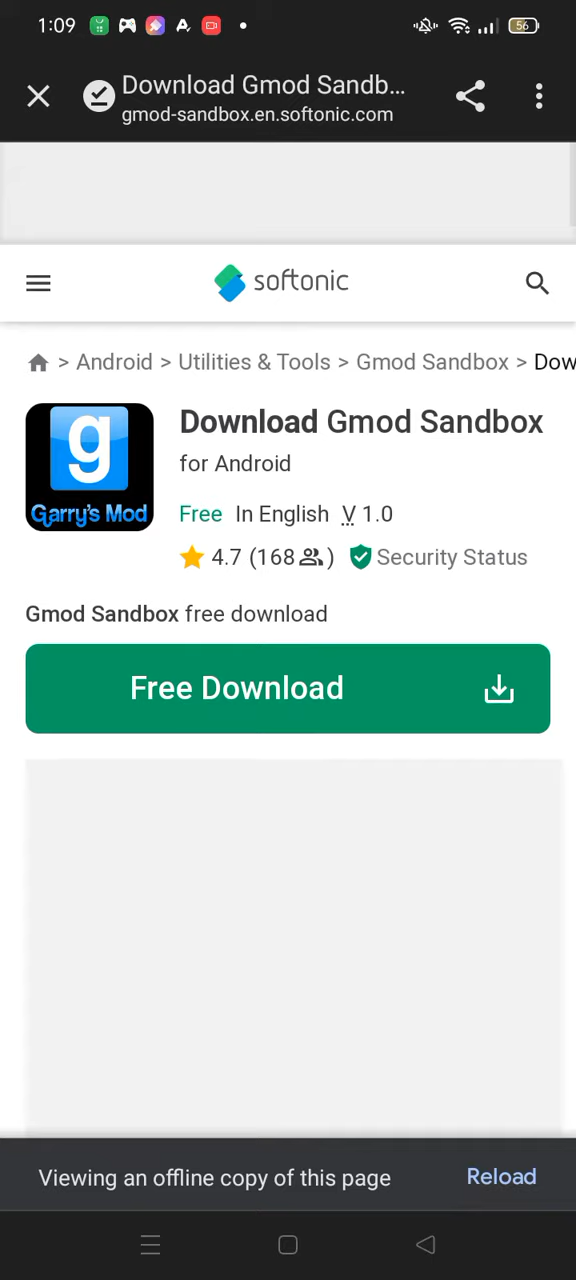 1:09
56
Download Gmod Sandb...
gmod-sandbox.en.softonic.com
softonic
> Android > Utilities & Tools > Gmod Sandbox > Dow
g
Garry's Mod
Download Gmod Sandbox
for Android
Free In English V 1.0
4.7 (168)
Security Status
Gmod Sandbox free download
Free Download
Viewing an offline copy of this page
Reload